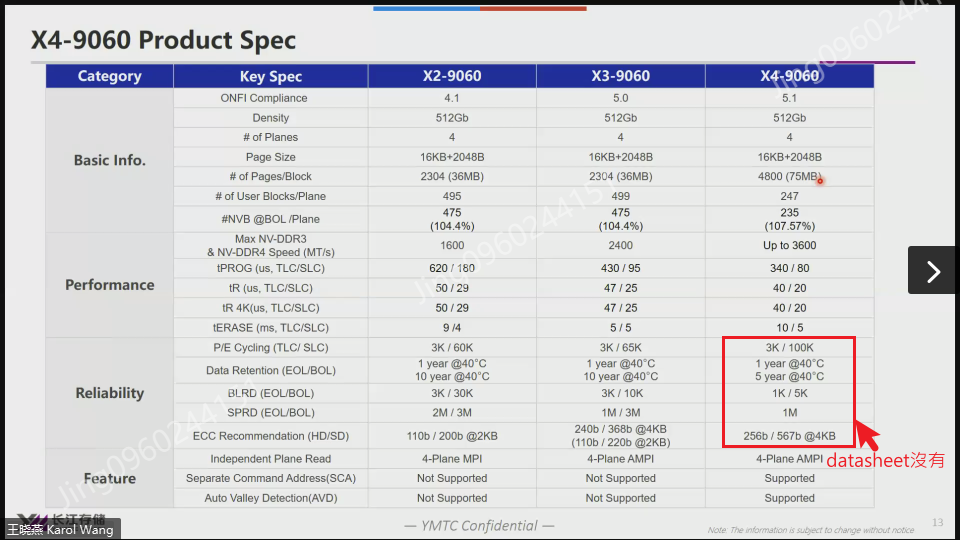 X4-9060 Product Spec
Category Key Spec X2-9060 X3-9060 X4-9060
Basic Info.
ONFI Compliance 4.1 5.0 5.1
Density 512Gb 512Gb 512Gb
# of Planes 4 4 4
Page Size 16KB+2048B 16KB+2048B 16KB+2048B
# of Pages/Block 2304 (36MB) 2304 (36MB) 4800 (75MB)
# of User Blocks/Plane 495 499 247
#NVB @BOL /Plane 475 (104.4%) 475 (104.4%) 235 (107.57%)
Performance
Max NV-DDR3 & NV-DDR4 Speed (MT/s) 1600 2400 Up to 3600
tPROG (us, TLC/SLC) 620 / 180 430 / 95 340 / 80
tR (us, TLC/SLC) 50 / 29 47 / 25 40 / 20
tR 4K(us, TLC/SLC) 50 / 29 47 / 25 40 / 20
tERASE (ms, TLC/SLC) 9 /4 5 / 5 10 / 5
Reliability
P/E Cycling (TLC/ SLC) 3K / 60K 3K / 65K 3K / 100K
Data Retention (EOL/BOL) 1 year @40°C 10 year @40°C 1 year @40°C 10 year @40°C 1 year @40°C 5 year @40°C
BLRD (EOL/BOL) 3K / 30K 3K / 10K 1K / 5K
SPRD (EOL/BOL) 2M / 3M 1M / 3M 1M
ECC Recommendation (HD/SD) 110b / 200b @2KB 240b / 368b @4KB (110b / 220b @2KB) 256b / 567b @4KB
datasheet沒有
Feature
Independent Plane Read 4-Plane MPI 4-Plane AMPI 4-Plane AMPI
Separate Command Address(SCA) Not Supported Not Supported Supported
Auto Valley Detection(AVD) Not Supported Not Supported Supported
长江存储
王晓燕 Karol Wang
— YMTC Confidential —
Note: The information is subject to change without notice
13
Jing0960244151